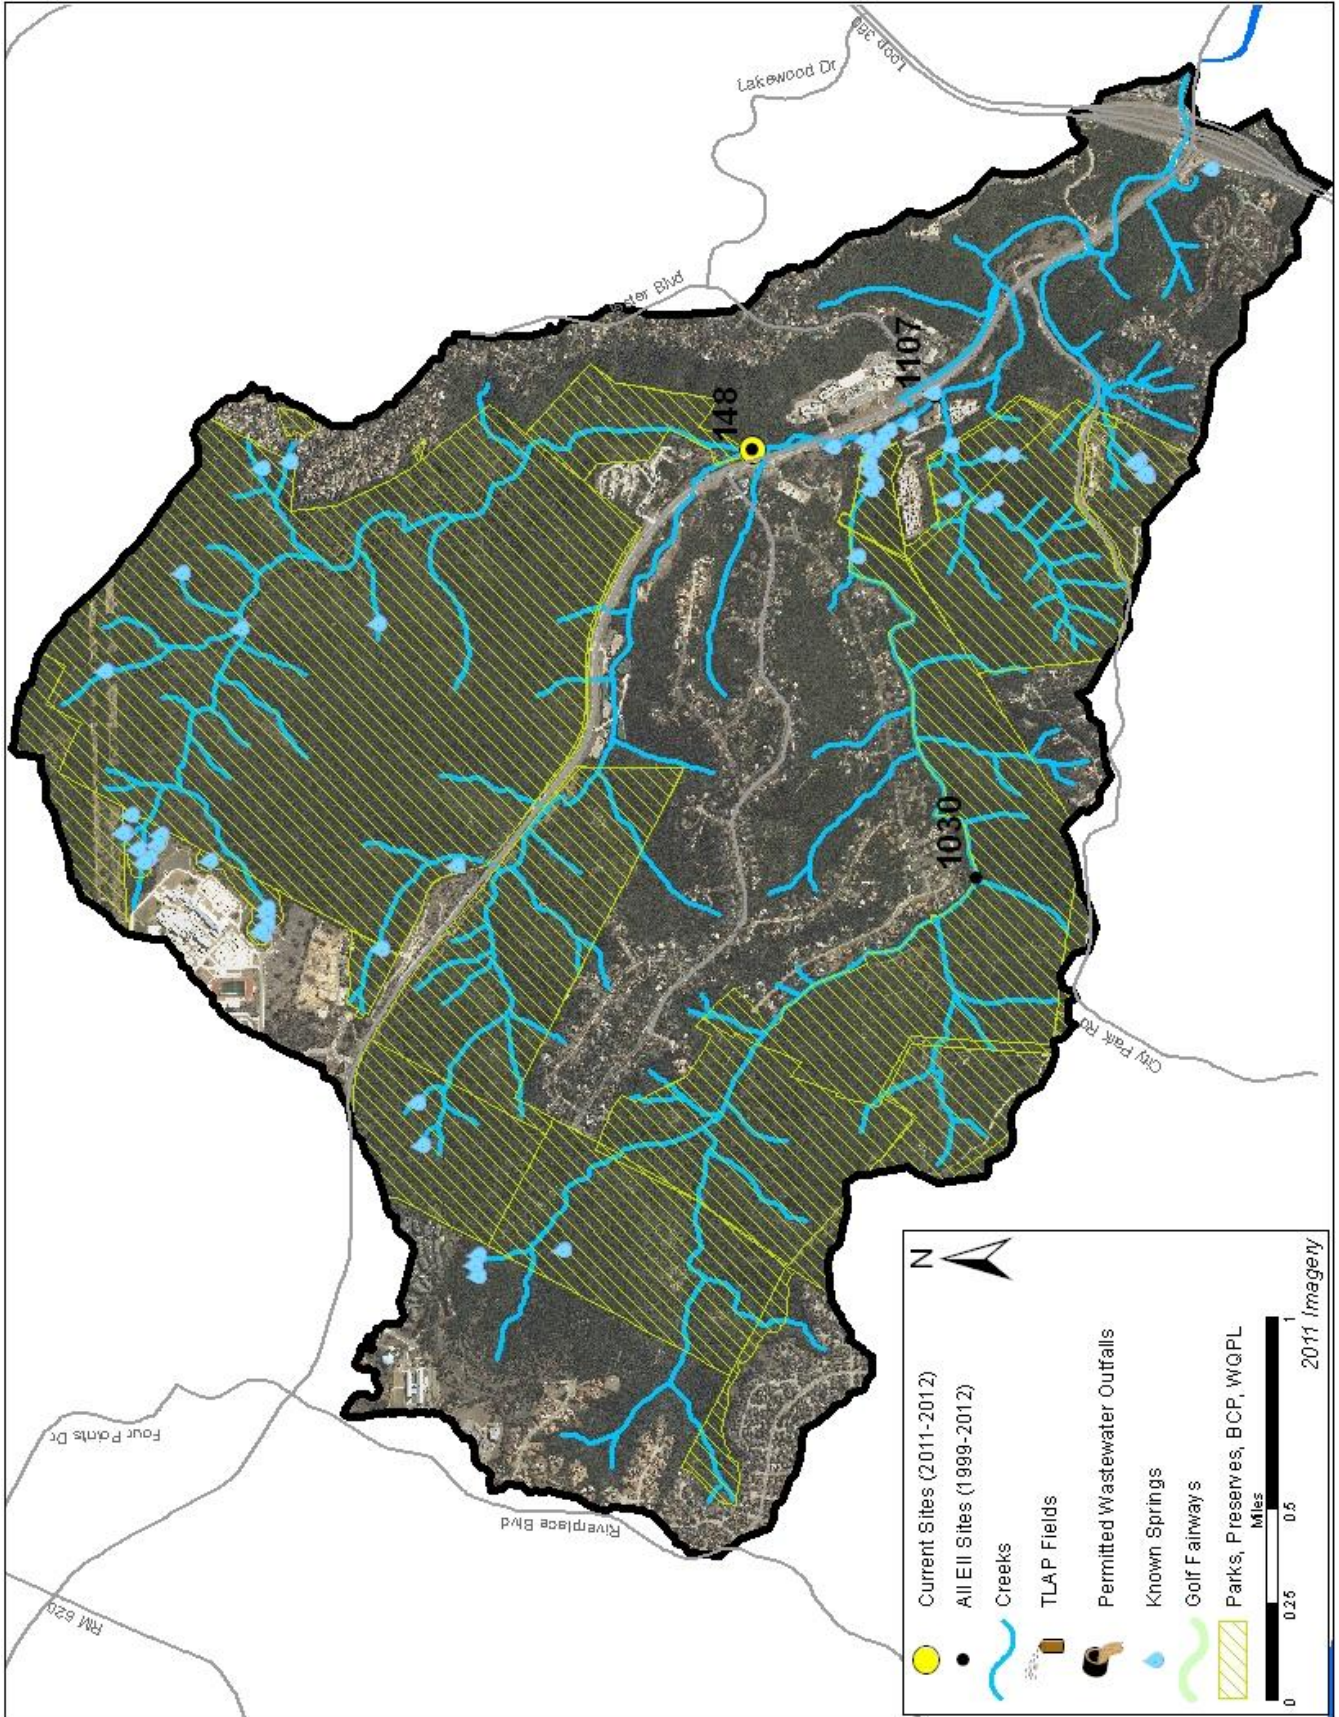 Lakewood Dr
Loop 360
ster Blvd
148
1107
1030
City Park Rd
Four Points Dr
Riverplace Blvd
RM 620
N
Current Sites (2011-2012)
All EII Sites (1999-2012)
Creeks
TLAP Fields
Permitted Wastewater Outfalls
Known Springs
Golf Fairways
Parks, Preserves, BCP, WQPL
Miles
0 0.25 0.5 1
2011 Imagery